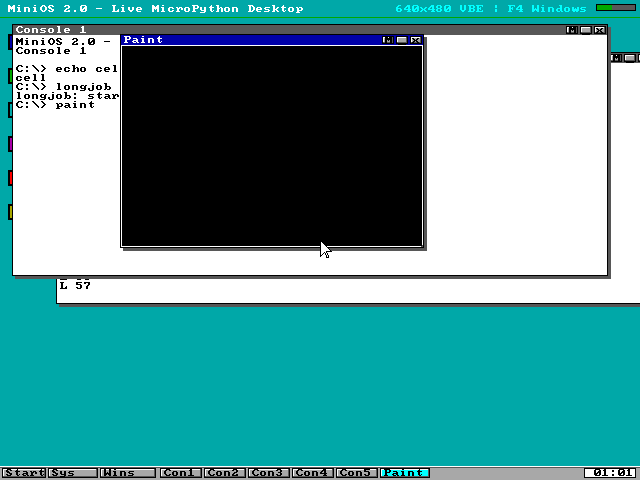 MiniOS 2.0 - Live MicroPython Desktop
640x480 VBE | F4 Windows
Console 1
M
M
Paint
M
MiniOS 2.0 -
Console 1
C:\> echo cel
cell
C:\> longjob
longjob: star
C:\> paint
L 57
Start
Sys
Wins
Con1
Con2
Con3
Con4
Con5
Paint
01:01